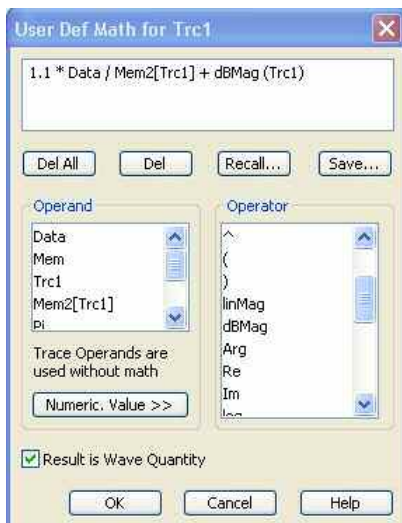 User Def Math for Trc1
1.1 * Data / Mem2[Trc1] + dBMag (Trc1)
Del All
Del
Recall...
Save...
Operand
Data
Mem
Trc1
Mem2[Trc1]
Pi
Trace Operands are
used without math
Numeric. Value >>
Operator
^
(
)
linMag
dBMag
Arg
Re
Im
log
Result is Wave Quantity
OK
Cancel
Help